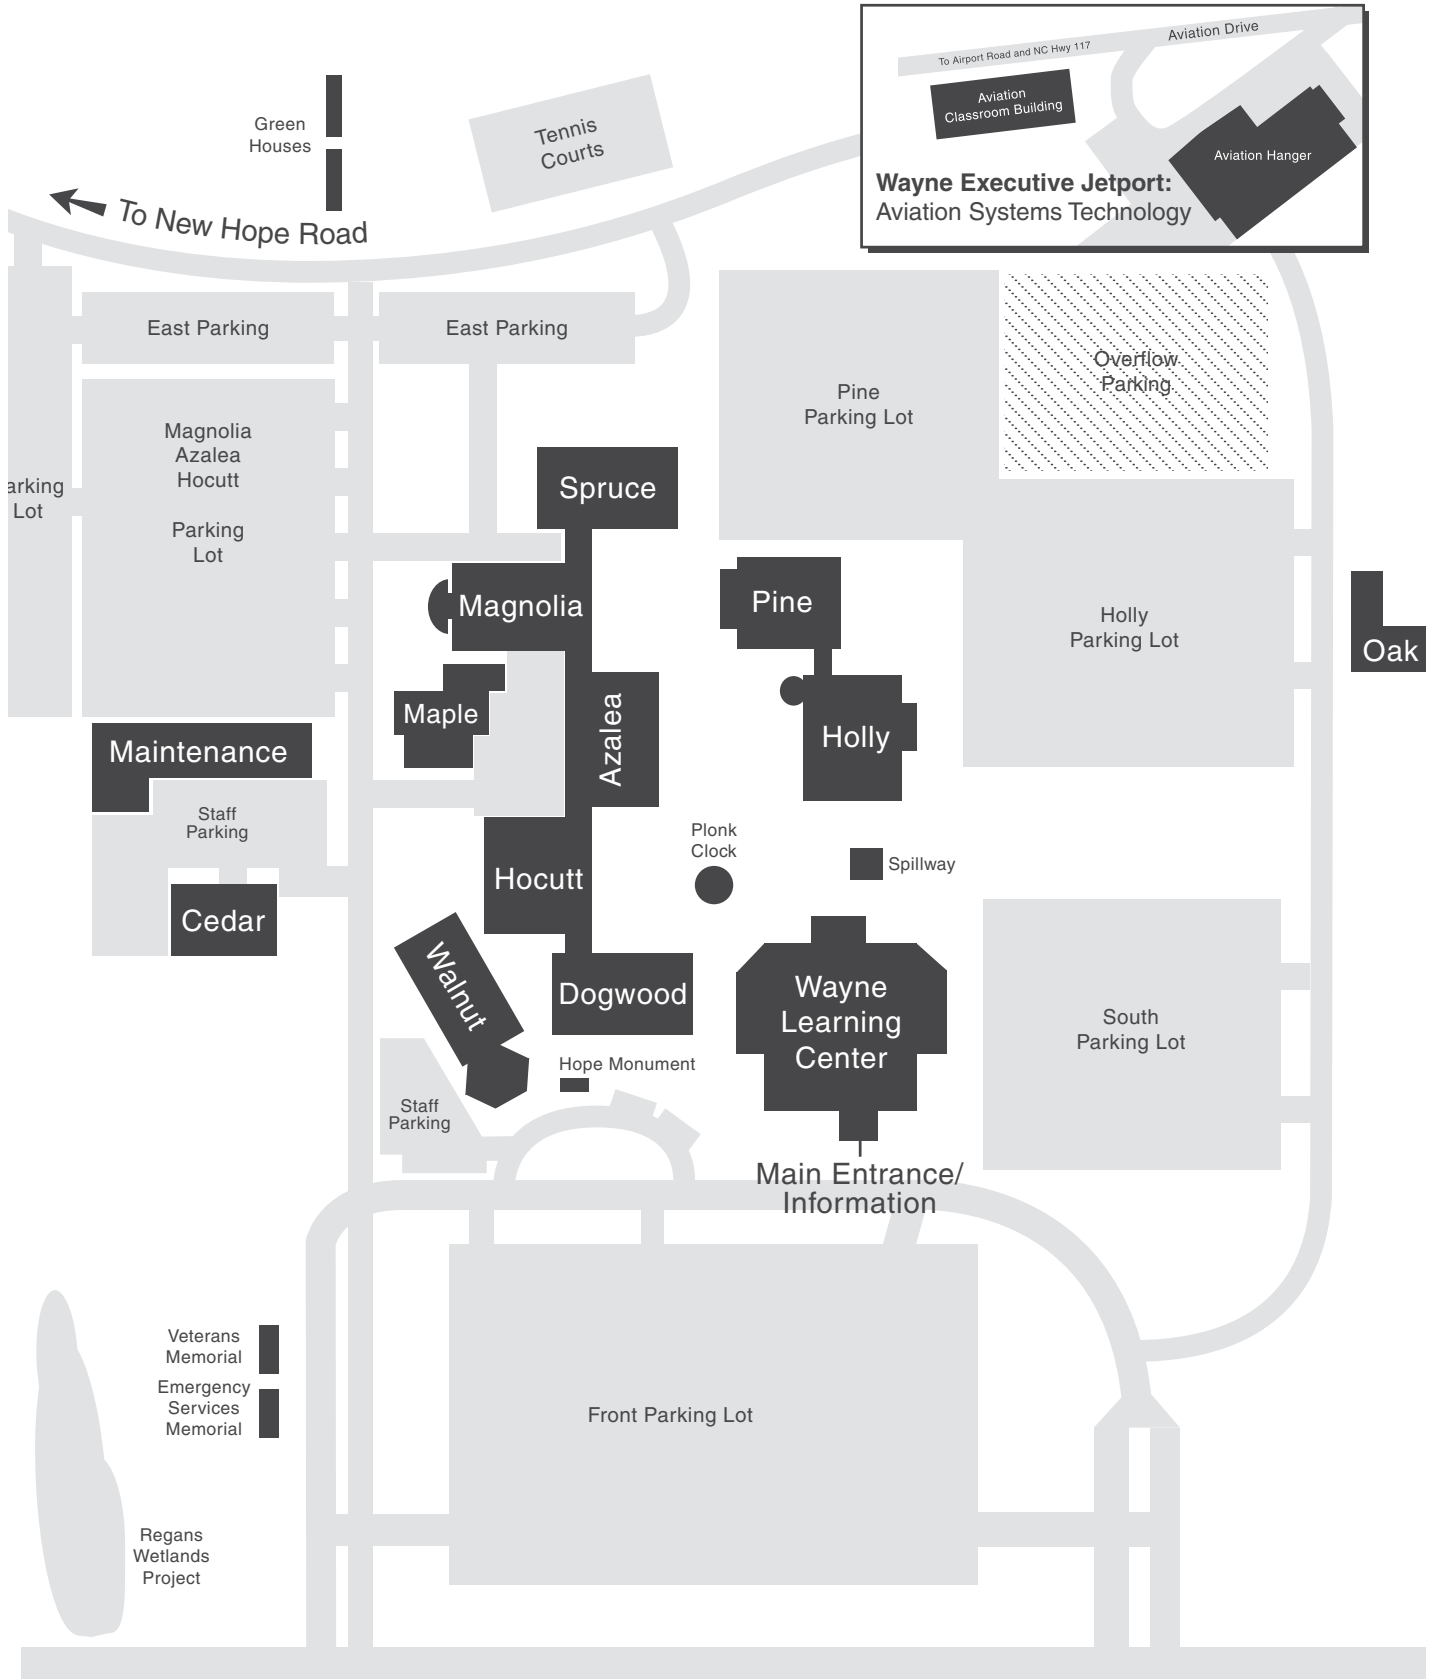 To Airport Road and NC Hwy 117
Aviation Drive
Aviation
Classroom Building
Aviation Hanger
Wayne Executive Jetport:
Aviation Systems Technology
Green
Houses
Tennis
Courts
To New Hope Road
East Parking
East Parking
Pine
Parking Lot
Overflow
Parking
Magnolia
Azalea
Hocutt
Parking
Lot
arking
Lot
Spruce
Magnolia
Pine
Holly
Parking Lot
Oak
Maple
Azalea
Holly
Maintenance
Staff
Parking
Plonk
Clock
Spillway
Hocutt
Cedar
Walnut
Dogwood
Wayne
Learning
Center
South
Parking Lot
Hope Monument
Staff
Parking
Main Entrance/
Information
Veterans
Memorial
Emergency
Services
Memorial
Front Parking Lot
Regans
Wetlands
Project